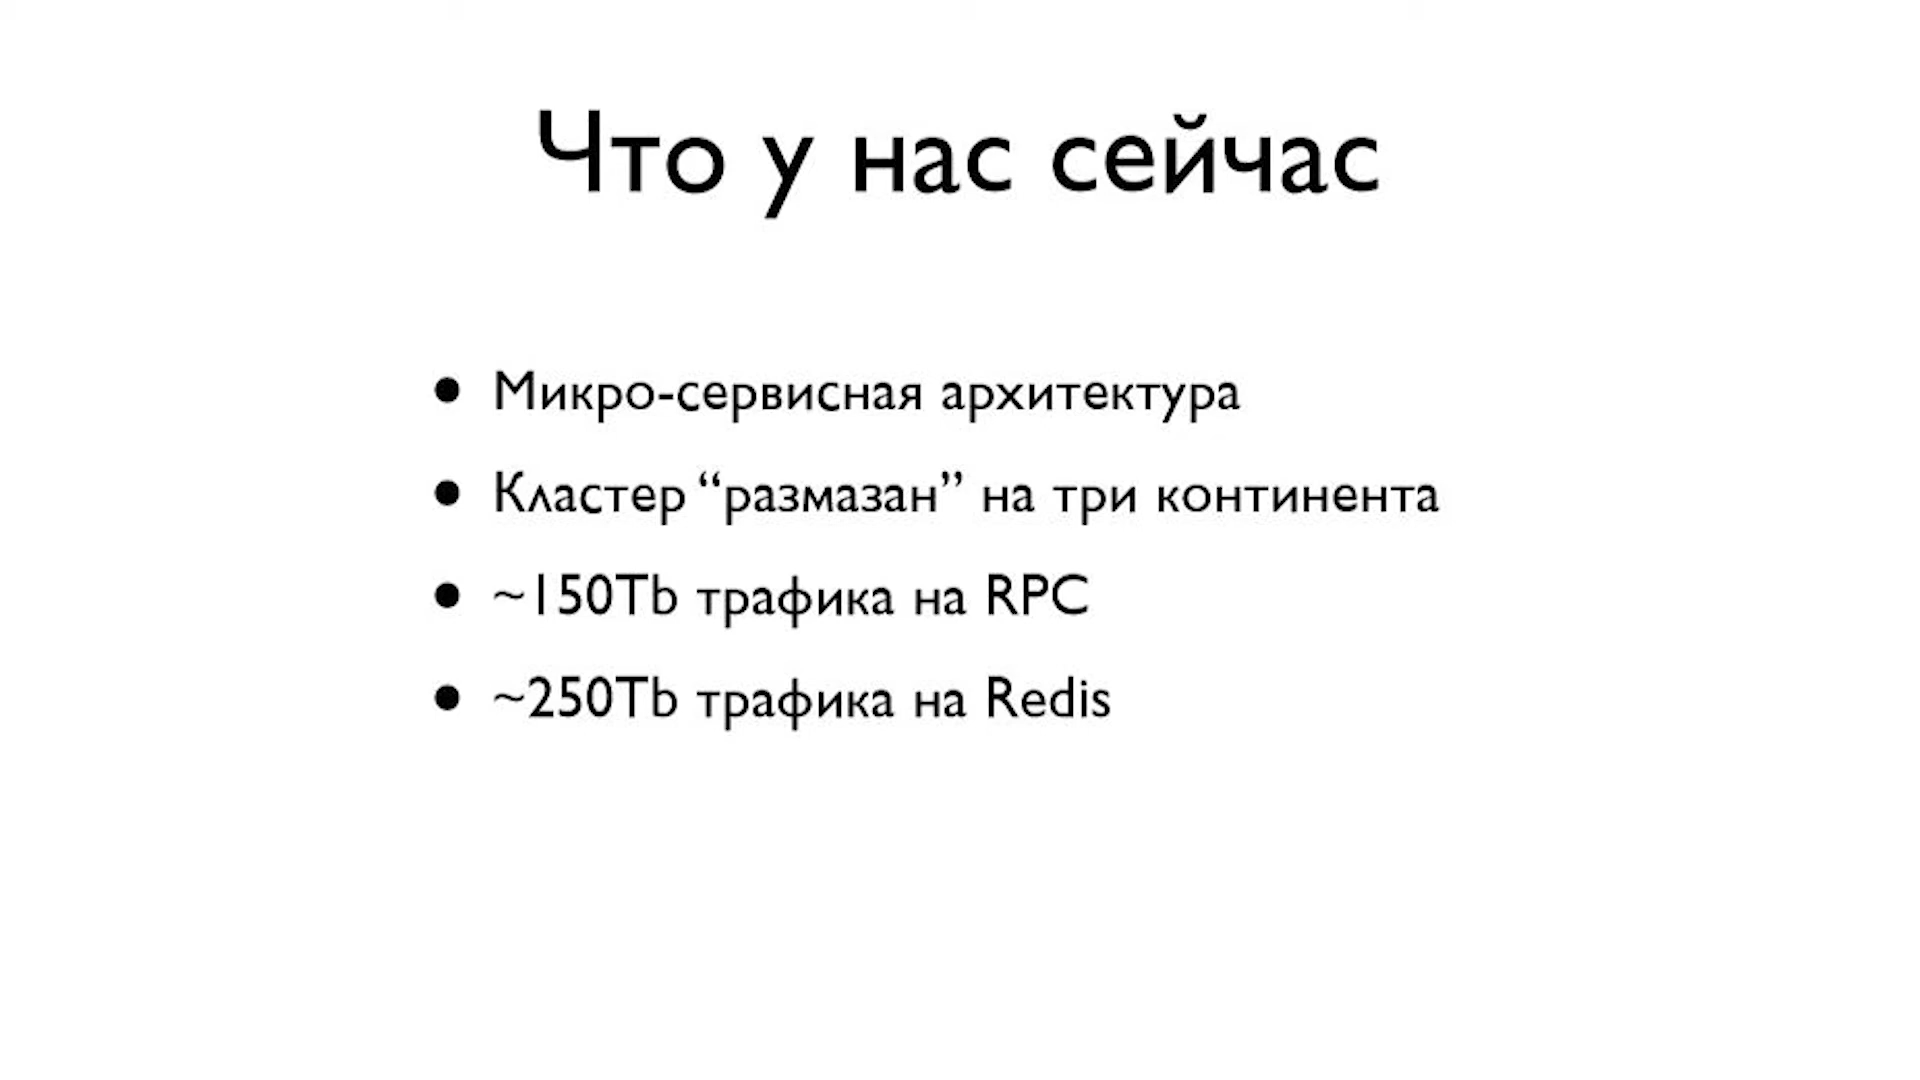 Что у нас сейчас
• Микро-сервисная архитектура
• Кластер “размазан” на три континента
• ~150Tb трафика на RPC
• ~250Tb трафика на Redis